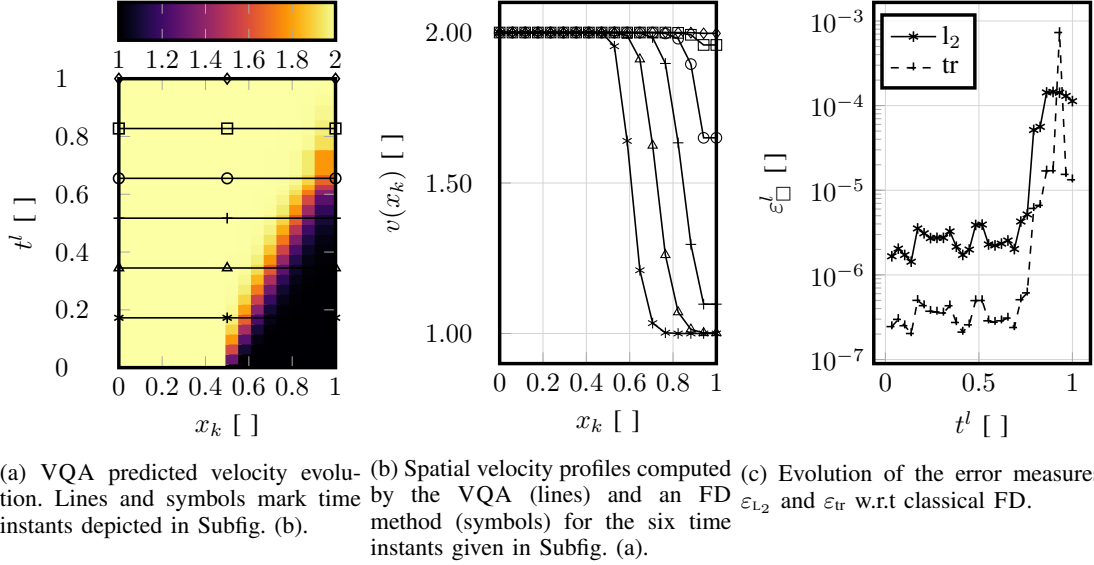 1 1.2 1.4 1.6 1.8 2
1
0.8
0.6
0.4
0.2
0
t^l [ ]
0 0.2 0.4 0.6 0.8 1
x_k [ ]
(a) VQA predicted velocity evolu-
tion. Lines and symbols mark time
instants depicted in Subfig. (b).
2.00
1.50
1.00
v(x_k) [ ]
0 0.2 0.4 0.6 0.8 1
x_k [ ]
(b) Spatial velocity profiles computed
by the VQA (lines) and an FD
method (symbols) for the six time
instants given in Subfig. (a).
l_2
tr
10^{-3}
10^{-4}
10^{-5}
10^{-6}
10^{-7}
ε^l_□ [ ]
0 0.5 1
t^l [ ]
(c) Evolution of the error measures
ε_{L_2} and ε_{tr} w.r.t classical FD.